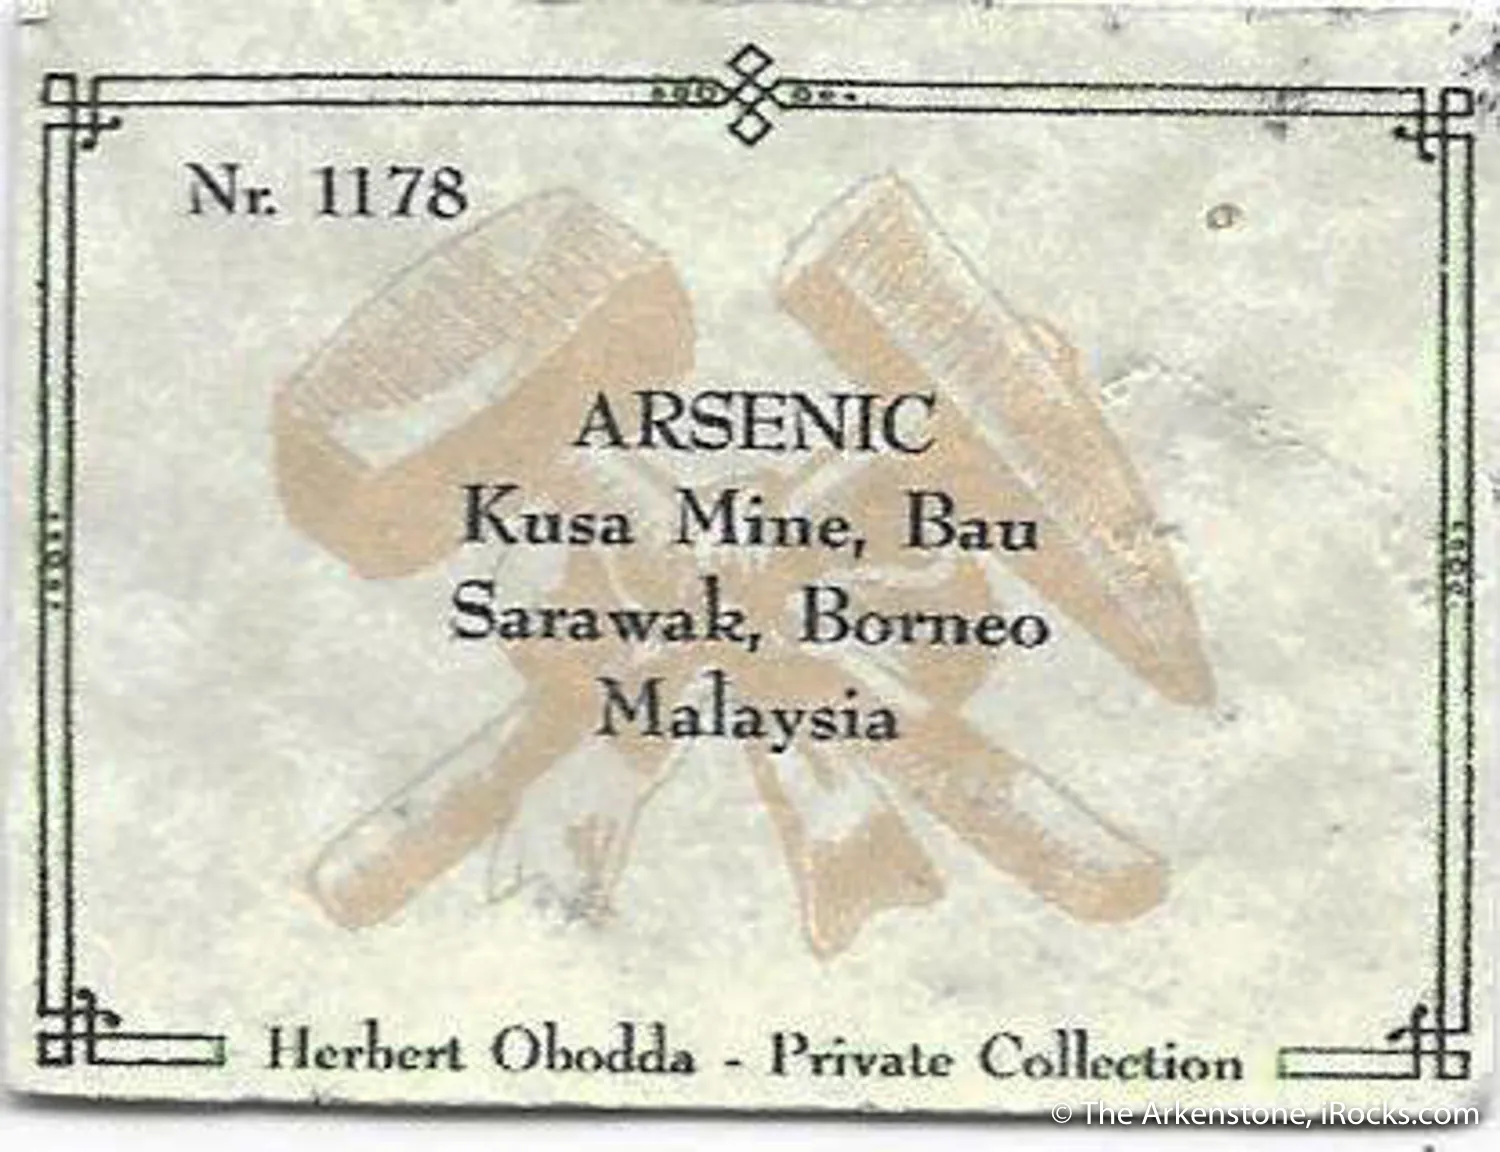 Nr. 1178
ARSENIC
Kusa Mine, Bau
Sarawak, Borneo
Malaysia
Herbert Obodda - Private Collection
© The Arkenstone, iRocks.com